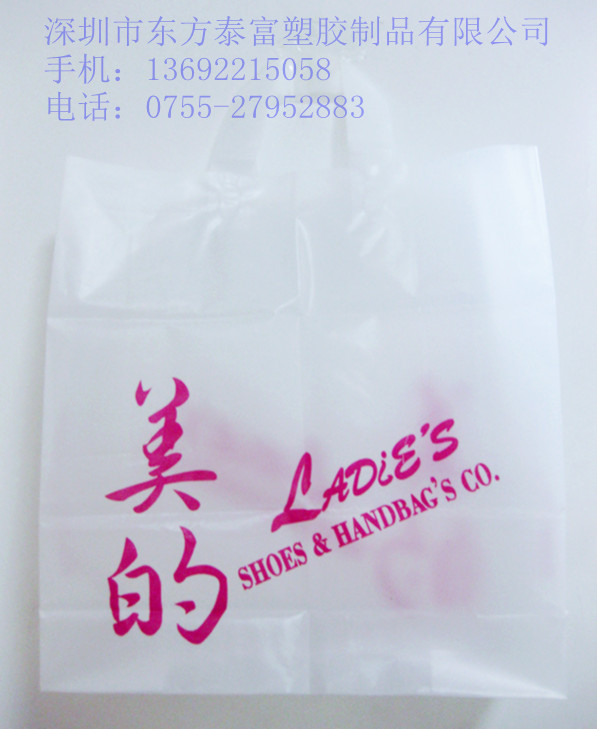 深圳市东方泰富塑胶制品有限公司
手机：13692215058
电话：0755-27952883
美的
LADiE'S
SHOES & HANDBAG'S CO.